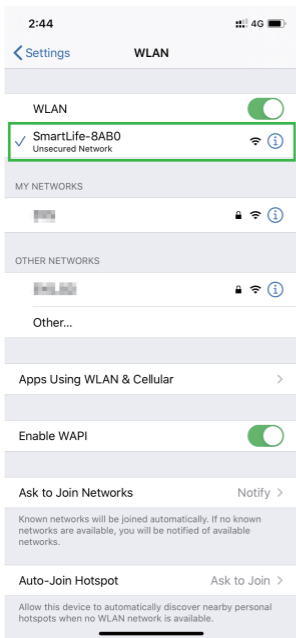 2:44
4G
Settings
WLAN
WLAN
SmartLife-8AB0
Unsecured Network
MY NETWORKS
OTHER NETWORKS
Other...
Apps Using WLAN & Cellular
Enable WAPI
Ask to Join Networks
Notify
Known networks will be joined automatically. If no known
networks are available, you will be notified of available
networks.
Auto-Join Hotspot
Ask to Join
Allow this device to automatically discover nearby personal
hotspots when no WLAN network is available.